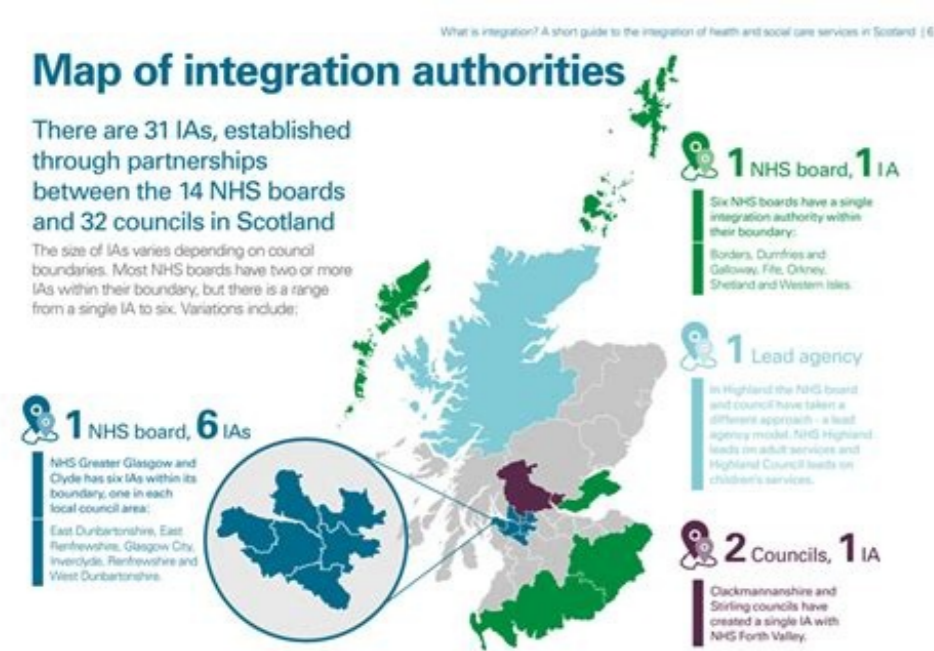 What is integration? A short guide to the integration of health and social care services in Scotland | 6
Map of integration authorities
There are 31 IAs, established
through partnerships
between the 14 NHS boards
and 32 councils in Scotland
The size of IAs varies depending on council
boundaries. Most NHS boards have two or more
IAs within their boundary, but there is a range
from a single IA to six. Variations include:
1 NHS board, 6 IAs
NHS Greater Glasgow and
Clyde has six IAs within its
boundary, one in each
local council area:
East Dunbartonshire, East
Renfrewshire, Glasgow City,
Inverclyde, Renfrewshire and
West Dunbartonshire.
1 NHS board, 1 IA
Six NHS boards have a single
integration authority within
their boundary:
Borders, Dumfries and
Galloway, Fife, Orkney,
Shetland and Western Isles.
1 Lead agency
In Highland the NHS board
and council have taken a
different approach - a lead
agency model. NHS Highland
leads on adult services and
Highland Council leads on
children's services.
2 Councils, 1 IA
Clackmannanshire and
Stirling councils have
created a single IA with
NHS Forth Valley.